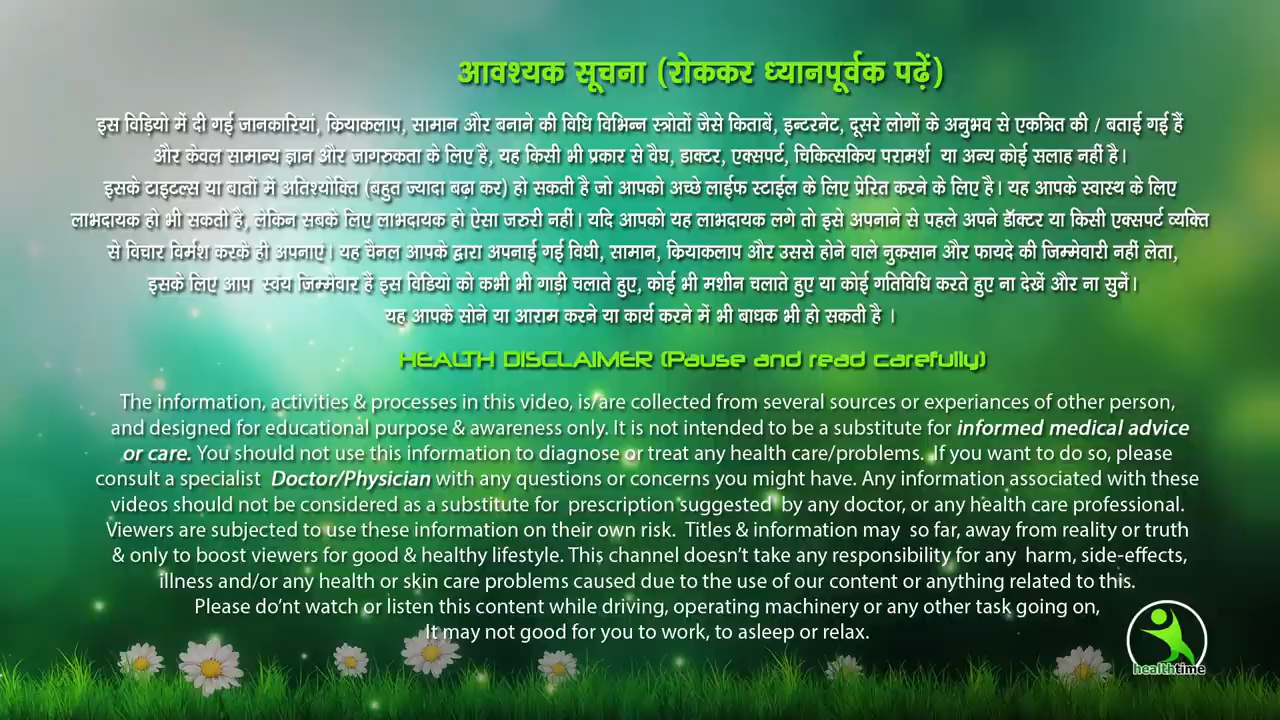 आवश्यक सूचना (रोककर ध्यानपूर्वक पढ़ें)
इस विड़ियो में दी गई जानकारियां, क्रियाकलाप, सामान और बनाने की विधि विभिन्न स्त्रोतों जैसे किताबें, इन्टरनेट, दूसरे लोगों के अनुभव से एकत्रित की / बताई गई हैं
और केवल सामान्य ज्ञान और जागरुकता के लिए है, यह किसी भी प्रकार से वैघ, डाक्टर, एक्सपर्ट, चिकित्सकिय परामर्श या अन्य कोई सलाह नहीं है।
इसके टाइटल्स या बातों में अतिश्योक्ति (बहुत ज्यादा बढ़ा कर) हो सकती है जो आपको अच्छे लाईफ स्टाईल के लिए प्रेरित करने के लिए है। यह आपके स्वास्थ के लिए
लाभदायक हो भी सकती है, लेकिन सबके लिए लाभदायक हो ऐसा जरुरी नहीं। यदि आपको यह लाभदायक लगे तो इसे अपनाने से पहले अपने डॅाक्टर या किसी एक्सपर्ट व्यक्ति
से विचार विर्मश करके ही अपनाएं। यह चैनल आपके द्वारा अपनाई गई विधी, सामान, क्रियाकलाप और उससे होने वाले नुकसान और फायदे की जिम्मेवारी नहीं लेता,
इसके लिए आप स्वंय जिम्मेवार हैं इस विडियो को कभी भी गाड़ी चलाते हुए, कोई भी मशीन चलाते हुए या कोई गतिविधि करते हुए ना देखें और ना सुनें।
यह आपके सोने या आराम करने या कार्य करने में भी बाधक भी हो सकती है ।
HEALTH DISCLAIMER (Pause and read carefully)
The information, activities & processes in this video, is/are collected from several sources or experiances of other person,
and designed for educational purpose & awareness only. It is not intended to be a substitute for informed medical advice
or care. You should not use this information to diagnose or treat any health care/problems. If you want to do so, please
consult a specialist Doctor/Physician with any questions or concerns you might have. Any information associated with these
videos should not be considered as a substitute for prescription suggested by any doctor, or any health care professional.
Viewers are subjected to use these information on their own risk. Titles & information may so far, away from reality or truth
& only to boost viewers for good & healthy lifestyle. This channel doesn't take any responsibility for any harm, side-effects,
illness and/or any health or skin care problems caused due to the use of our content or anything related to this.
Please do'nt watch or listen this content while driving, operating machinery or any other task going on,
It may not good for you to work, to asleep or relax.
healthtime